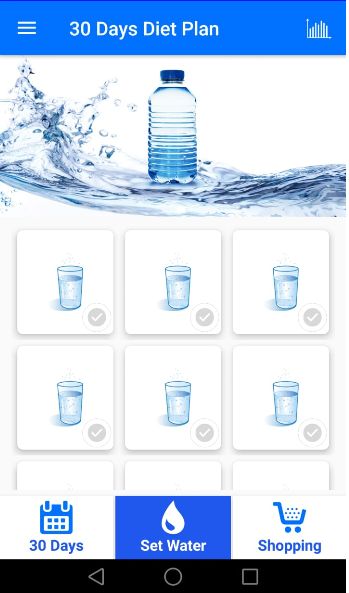 30 Days Diet Plan
30 Days
Set Water
Shopping